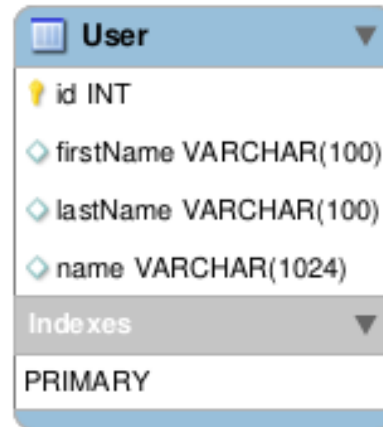 User
id INT
firstName VARCHAR(100)
lastName VARCHAR(100)
name VARCHAR(1024)
Indexes
PRIMARY